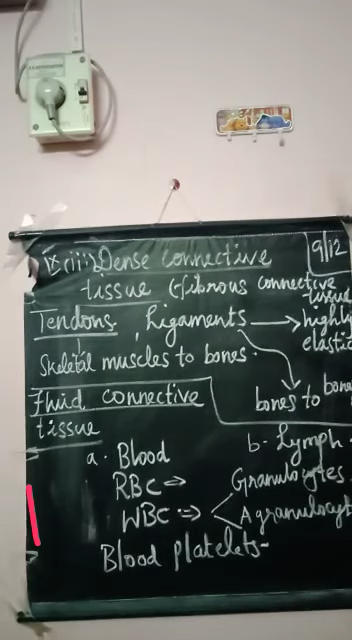 (iii) Dense connective
9/12
tissue (fibrous connective
tissue
Tendons, Ligaments → highly
elastic
Skeletal muscles to bones.
bones to bone
Fluid connective
tissue
a. Blood
b. Lymph.
RBC ⇒
Granulocytes.
WBC ⇒
Agranulocyt
Blood platelets-